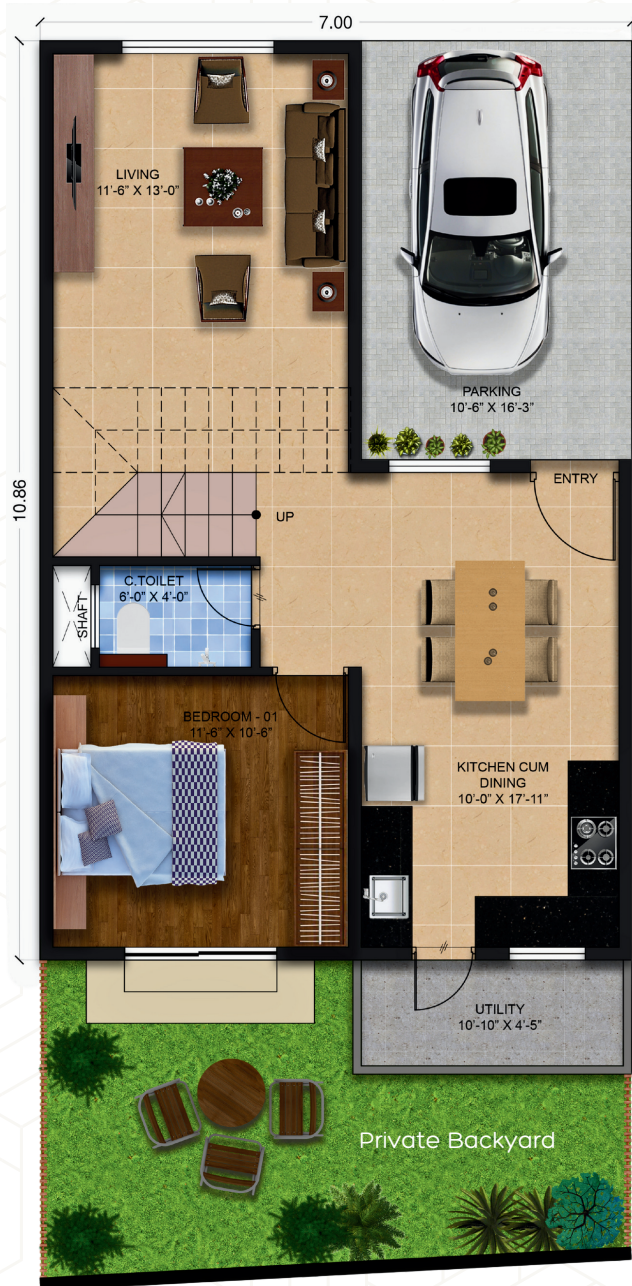 7.00
LIVING
11'-6" X 13'-0"
PARKING
10'-6" X 16'-3"
ENTRY
10.86
UP
C.TOILET
6'-0" X 4'-0"
SHAFT
BEDROOM - 01
11'-6" X 10'-6"
KITCHEN CUM
DINING
10'-0" X 17'-11"
UTILITY
10'-10" X 4'-5"
Private Backyard